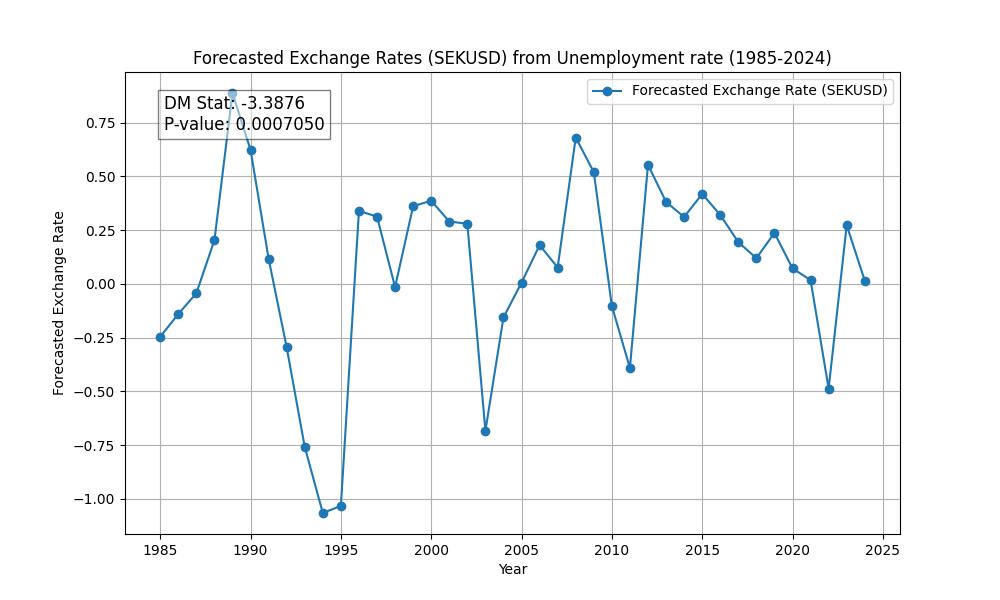 Forecasted Exchange Rates (SEKUSD) from Unemployment rate (1985-2024)
DM Stat: -3.3876
P-value: 0.0007050
Forecasted Exchange Rate (SEKUSD)
Forecasted Exchange Rate
0.75
0.50
0.25
0.00
−0.25
−0.50
−0.75
−1.00
1985 1990 1995 2000 2005 2010 2015 2020 2025
Year